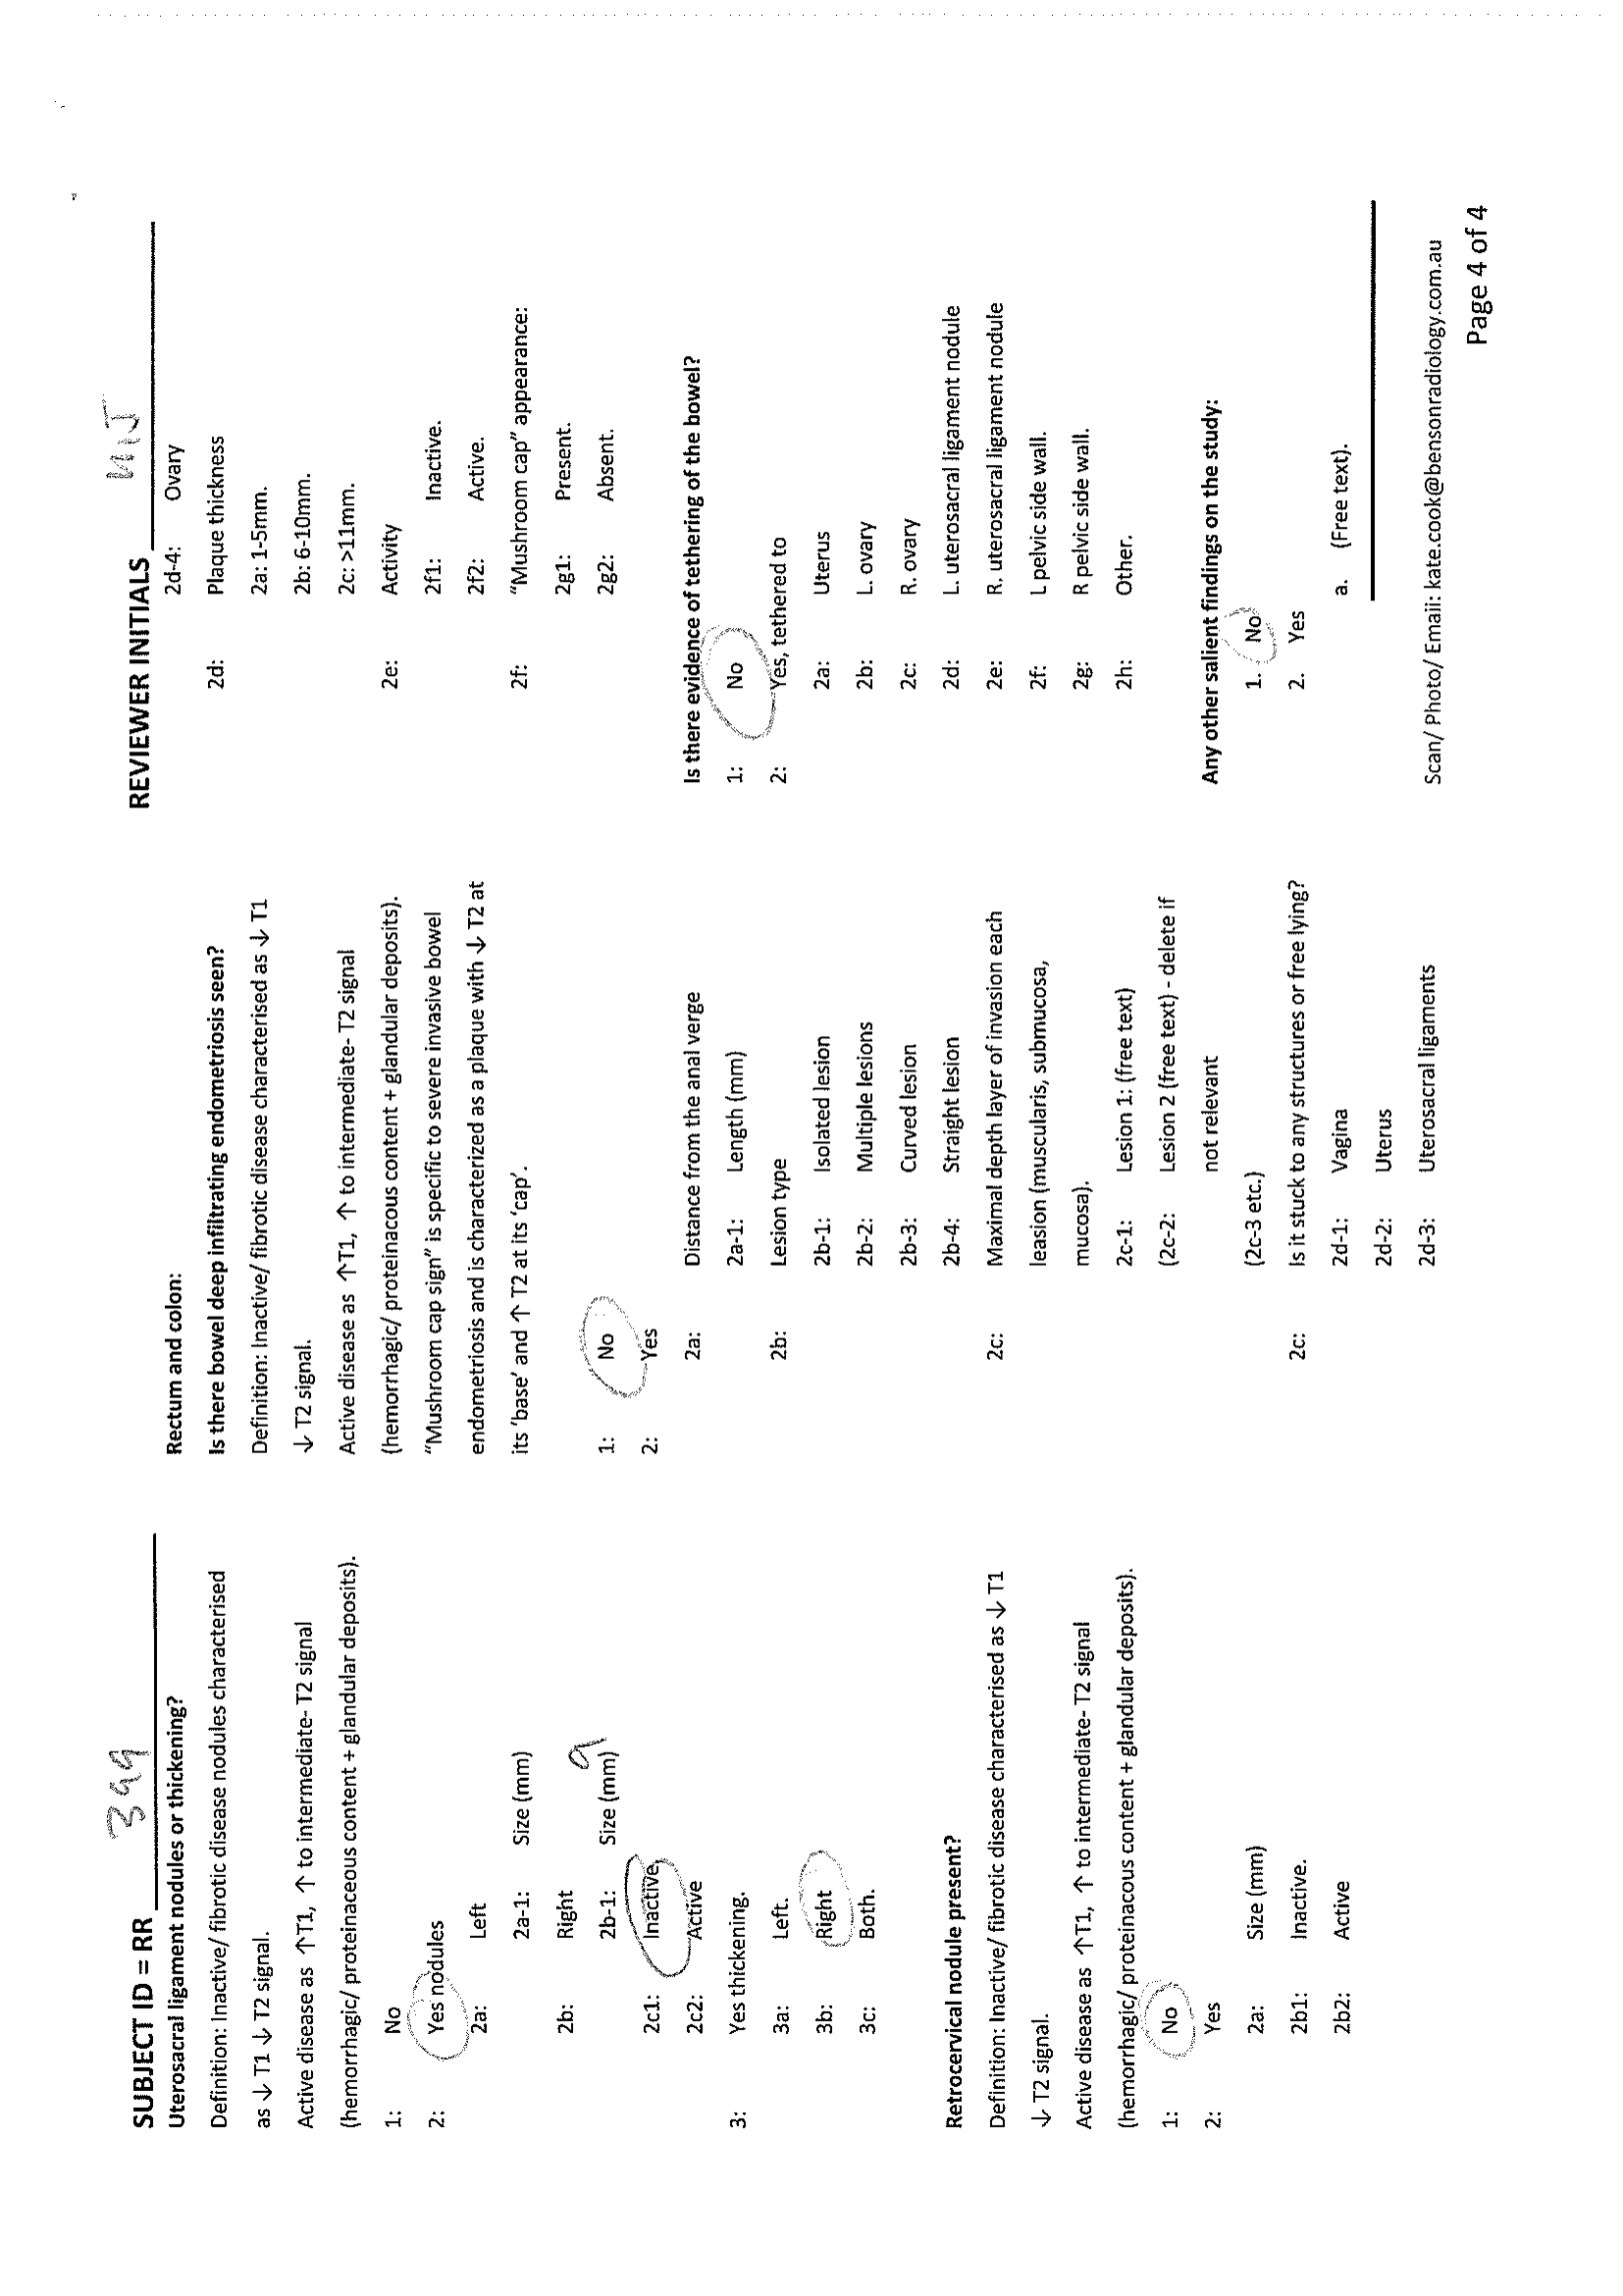 SUBJECT ID = RR 399
Uterosacral ligament nodules or thickening?
Definition: Inactive/ fibrotic disease nodules characterised
as ↓ T1 ↓ T2 signal.
Active disease as ↑T1, ↑ to intermediate- T2 signal
(hemorrhagic/ proteinaceous content + glandular deposits).
1: No
2: Yes nodules
2a: Left
2a-1: Size (mm)
2b: Right
2b-1: Size (mm) 9
2c1: Inactive
2c2: Active
3: Yes thickening.
3a: Left.
3b: Right
3c: Both.
Retrocervical nodule present?
Definition: Inactive/ fibrotic disease characterised as ↓ T1
↓ T2 signal.
Active disease as ↑T1, ↑ to intermediate- T2 signal
(hemorrhagic/ proteinacous content + glandular deposits).
1: No
2: Yes
2a: Size (mm)
2b1: Inactive.
2b2: Active
Rectum and colon:
Is there bowel deep infiltrating endometriosis seen?
Definition: Inactive/ fibrotic disease characterised as ↓ T1
↓ T2 signal.
Active disease as ↑T1, ↑ to intermediate- T2 signal
(hemorrhagic/ proteinacous content + glandular deposits).
“Mushroom cap sign” is specific to severe invasive bowel
endometriosis and is characterized as a plaque with ↓ T2 at
its ‘base’ and ↑ T2 at its ‘cap’.
1: No
2: Yes
2a: Distance from the anal verge
2a-1: Length (mm)
2b: Lesion type
2b-1: Isolated lesion
2b-2: Multiple lesions
2b-3: Curved lesion
2b-4: Straight lesion
2c: Maximal depth layer of invasion each
leasion (muscularis, submucosa,
mucosa).
2c-1: Lesion 1: (free text)
(2c-2: Lesion 2 (free text) - delete if
not relevant
(2c-3 etc.)
2c: Is it stuck to any structures or free lying?
2d-1: Vagina
2d-2: Uterus
2d-3: Uterosacral ligaments
REVIEWER INITIALS MJ
2d-4: Ovary
2d: Plaque thickness
2a: 1-5mm.
2b: 6-10mm.
2c: >11mm.
2e: Activity
2f1: Inactive.
2f2: Active.
2f: “Mushroom cap” appearance:
2g1: Present.
2g2: Absent.
Is there evidence of tethering of the bowel?
1: No
2: Yes, tethered to
2a: Uterus
2b: L. ovary
2c: R. ovary
2d: L. uterosacral ligament nodule
2e: R. uterosacral ligament nodule
2f: L pelvic side wall.
2g: R pelvic side wall.
2h: Other.
Any other salient findings on the study:
1. No
2. Yes
a. (Free text).
Scan/ Photo/ Email: kate.cook@bensonradiology.com.au
Page 4 of 4